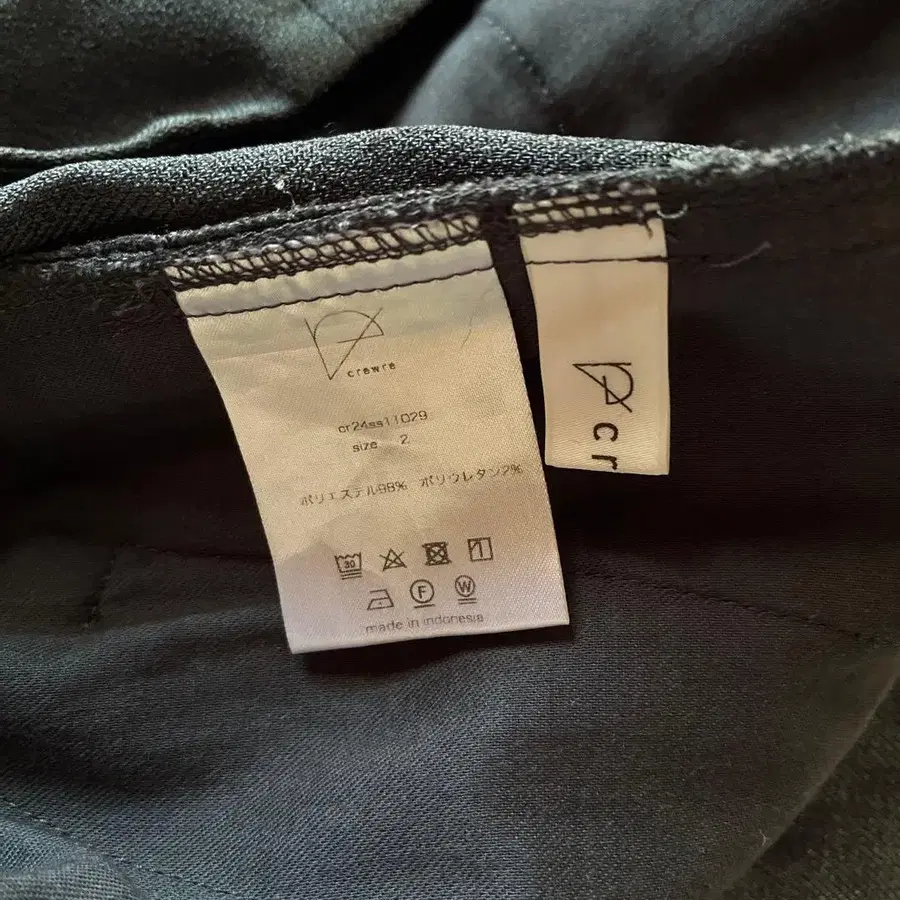 crewre
cr24ss11029
size 2
ポリエステル98% ポリウレタン2%
30
F
W
made in indonesia
cr